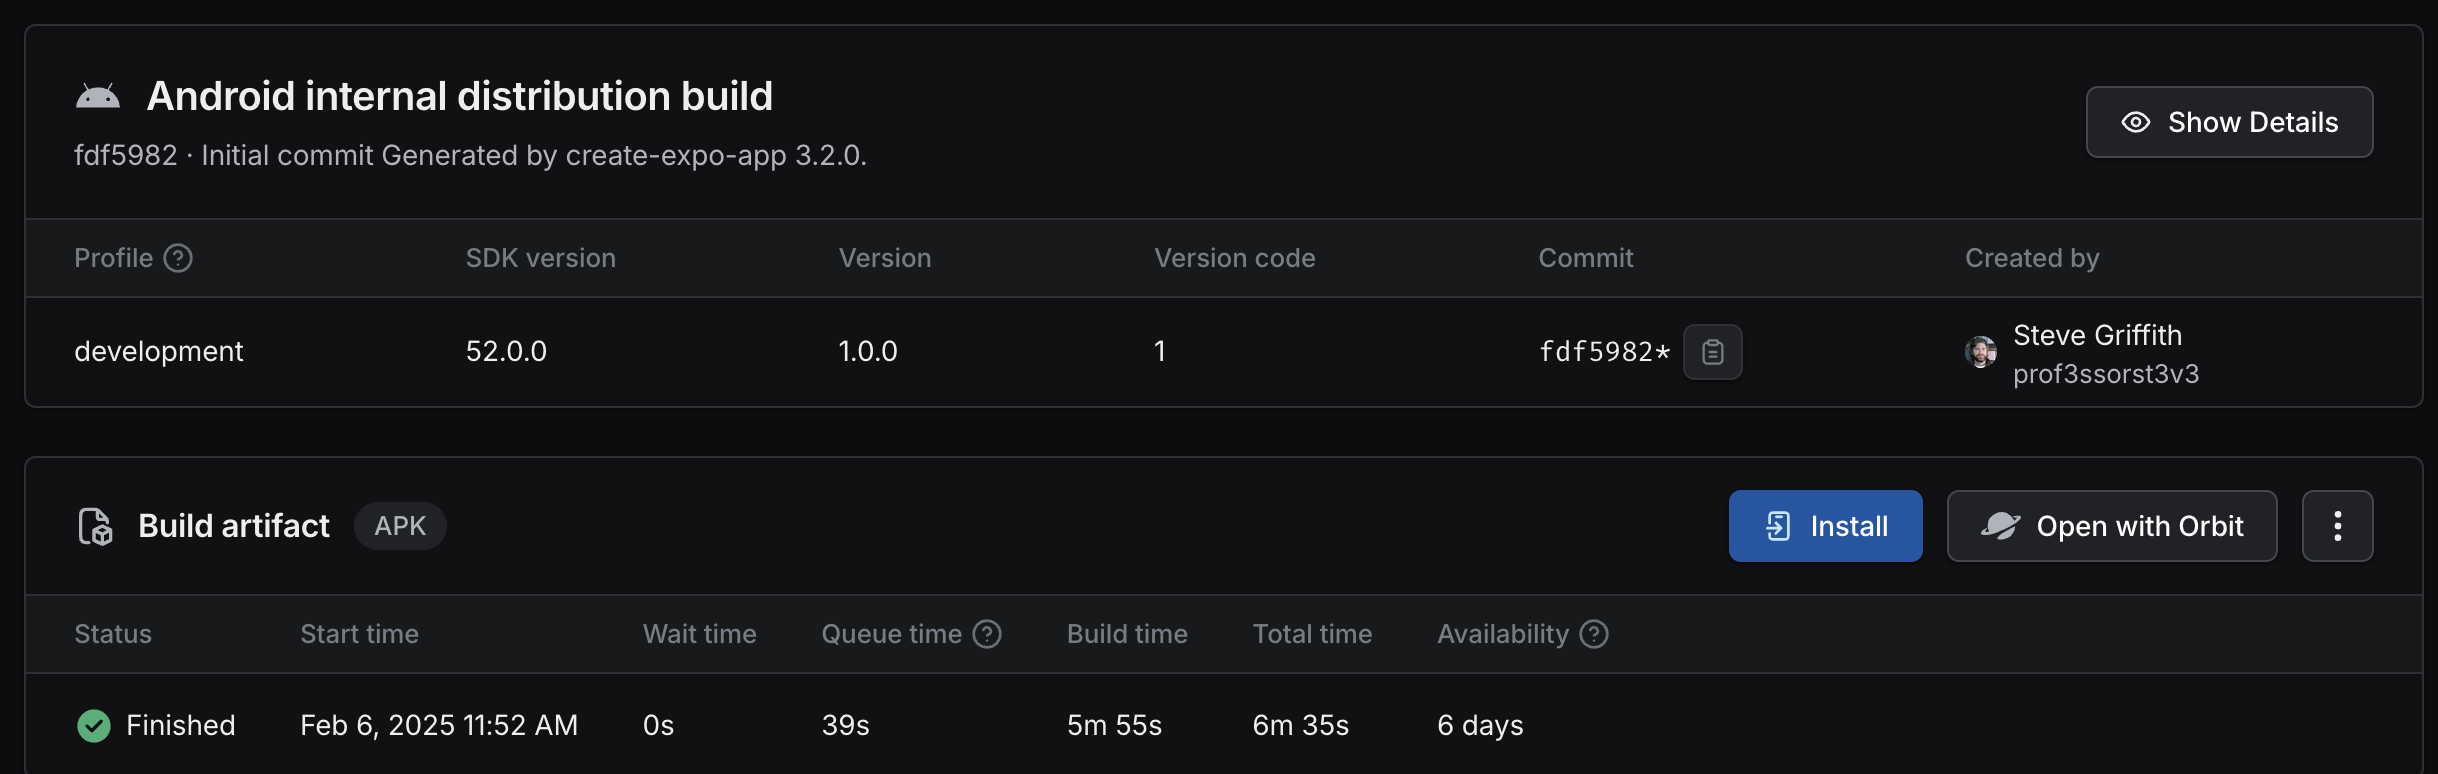 Android internal distribution build
fdf5982 · Initial commit Generated by create-expo-app 3.2.0.
Show Details
Profile SDK version Version Version code Commit Created by
development 52.0.0 1.0.0 1 fdf5982* Steve Griffith
prof3ssorst3v3
Build artifact APK Install Open with Orbit
Status Start time Wait time Queue time Build time Total time Availability
Finished Feb 6, 2025 11:52 AM 0s 39s 5m 55s 6m 35s 6 days